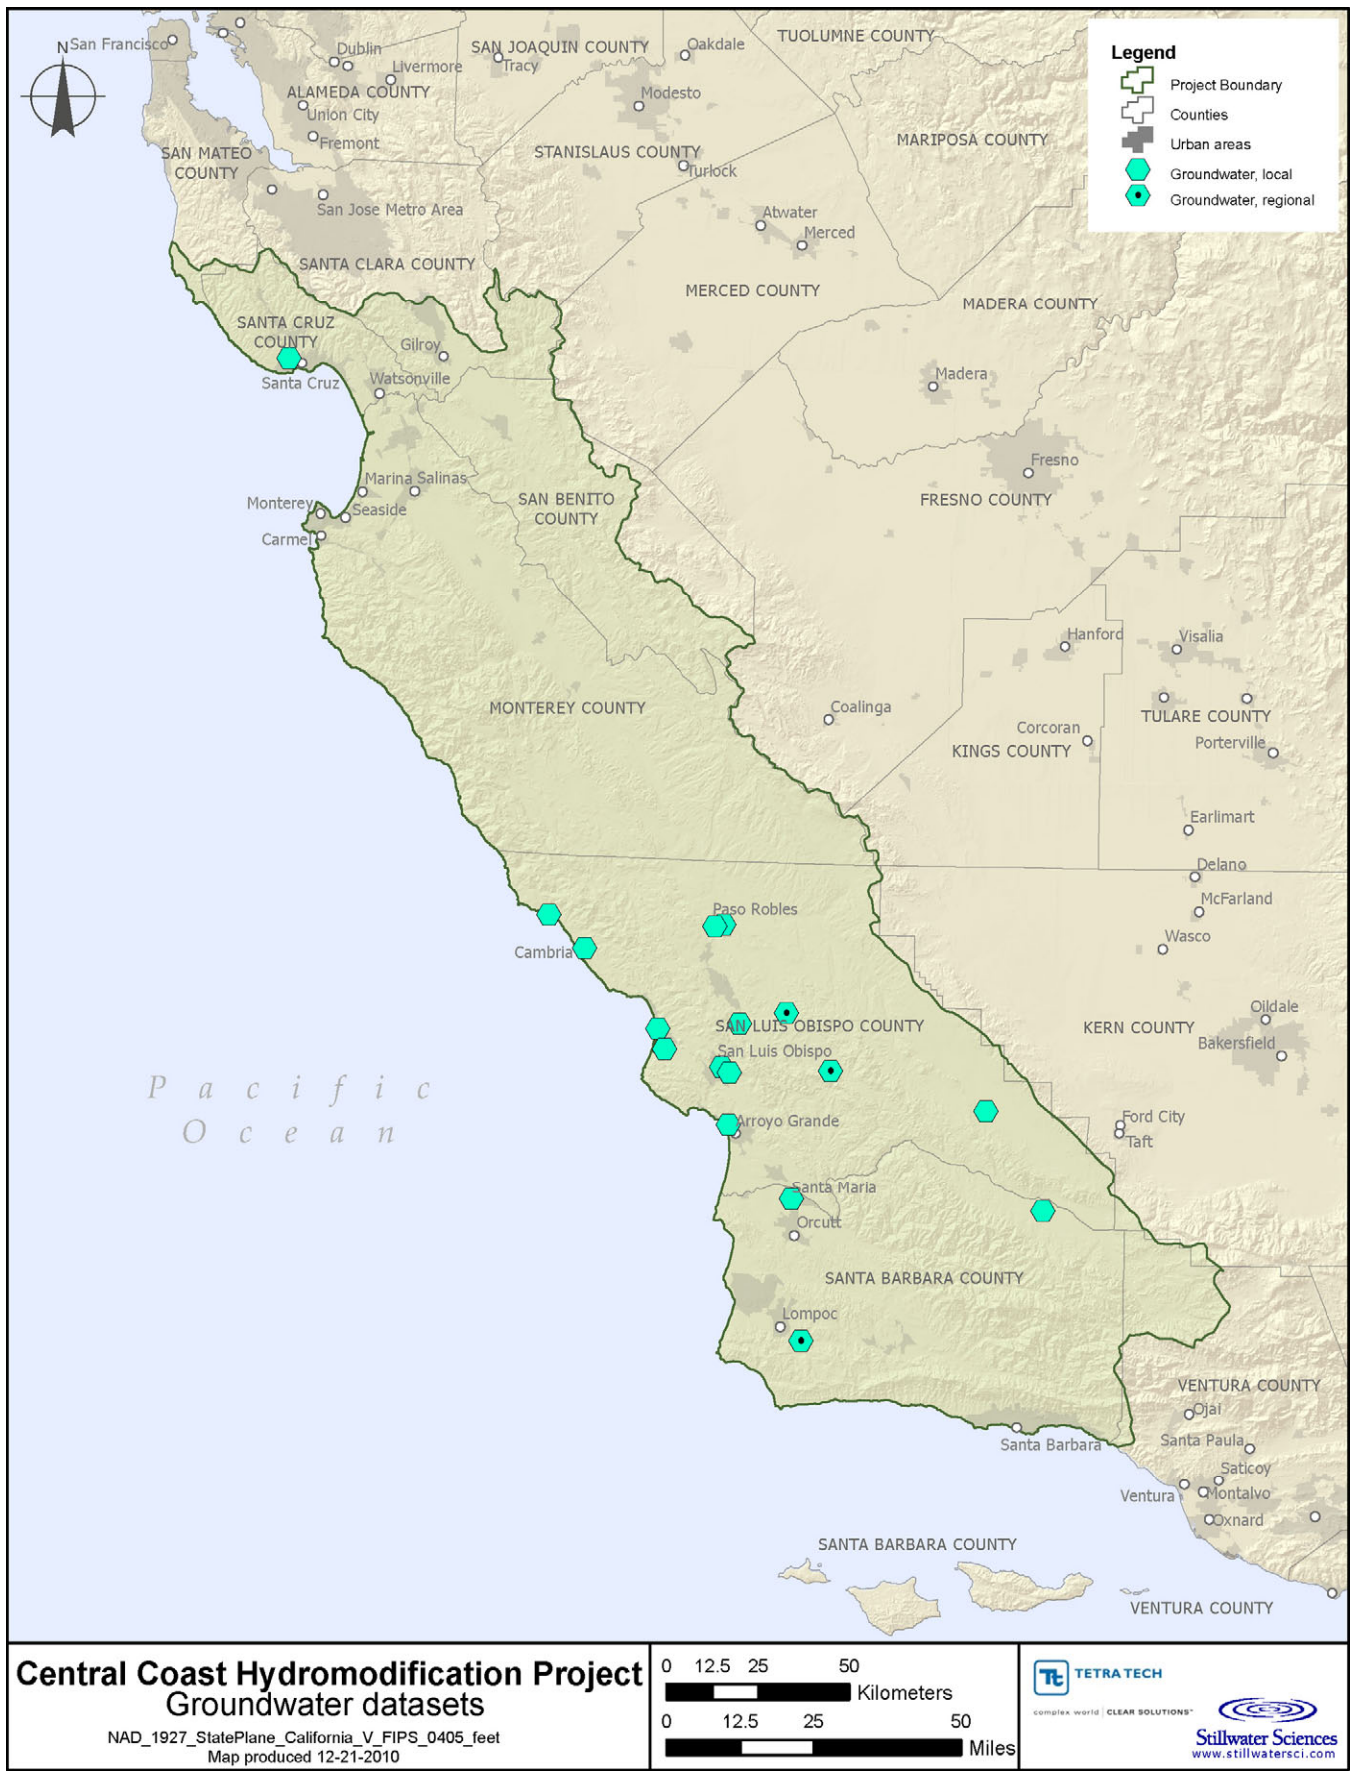 N
San Francisco
Dublin
Livermore
ALAMEDA COUNTY
Union City
Fremont
SAN MATEO
COUNTY
San Jose Metro Area
SANTA CLARA COUNTY
SAN JOAQUIN COUNTY
Tracy
Oakdale
TUOLUMNE COUNTY
Modesto
STANISLAUS COUNTY
Turlock
MARIPOSA COUNTY
Atwater
Merced
MERCED COUNTY
MADERA COUNTY
Legend
Project Boundary
Counties
Urban areas
Groundwater, local
Groundwater, regional
SANTA CRUZ
COUNTY
Santa Cruz
Gilroy
Watsonville
Madera
Fresno
FRESNO COUNTY
Marina
Salinas
Monterey
Seaside
Carmel
SAN BENITO
COUNTY
Hanford
Visalia
MONTEREY COUNTY
Coalinga
Corcoran
KINGS COUNTY
TULARE COUNTY
Porterville
Earlimart
Delano
McFarland
Wasco
Paso Robles
Cambria
SAN LUIS OBISPO COUNTY
San Luis Obispo
KERN COUNTY
Oildale
Bakersfield
Pacific
Ocean
Arroyo Grande
Ford City
Taft
Santa Maria
Orcutt
SANTA BARBARA COUNTY
Lompoc
VENTURA COUNTY
Ojai
Santa Barbara
Santa Paula
Saticoy
Ventura
Montalvo
Oxnard
SANTA BARBARA COUNTY
VENTURA COUNTY
Central Coast Hydromodification Project
Groundwater datasets
NAD_1927_StatePlane_California_V_FIPS_0405_feet
Map produced 12-21-2010
0 12.5 25 50
Kilometers
0 12.5 25 50
Miles
Tt TETRA TECH
complex world | CLEAR SOLUTIONS™
Stillwater Sciences
www.stillwatersci.com